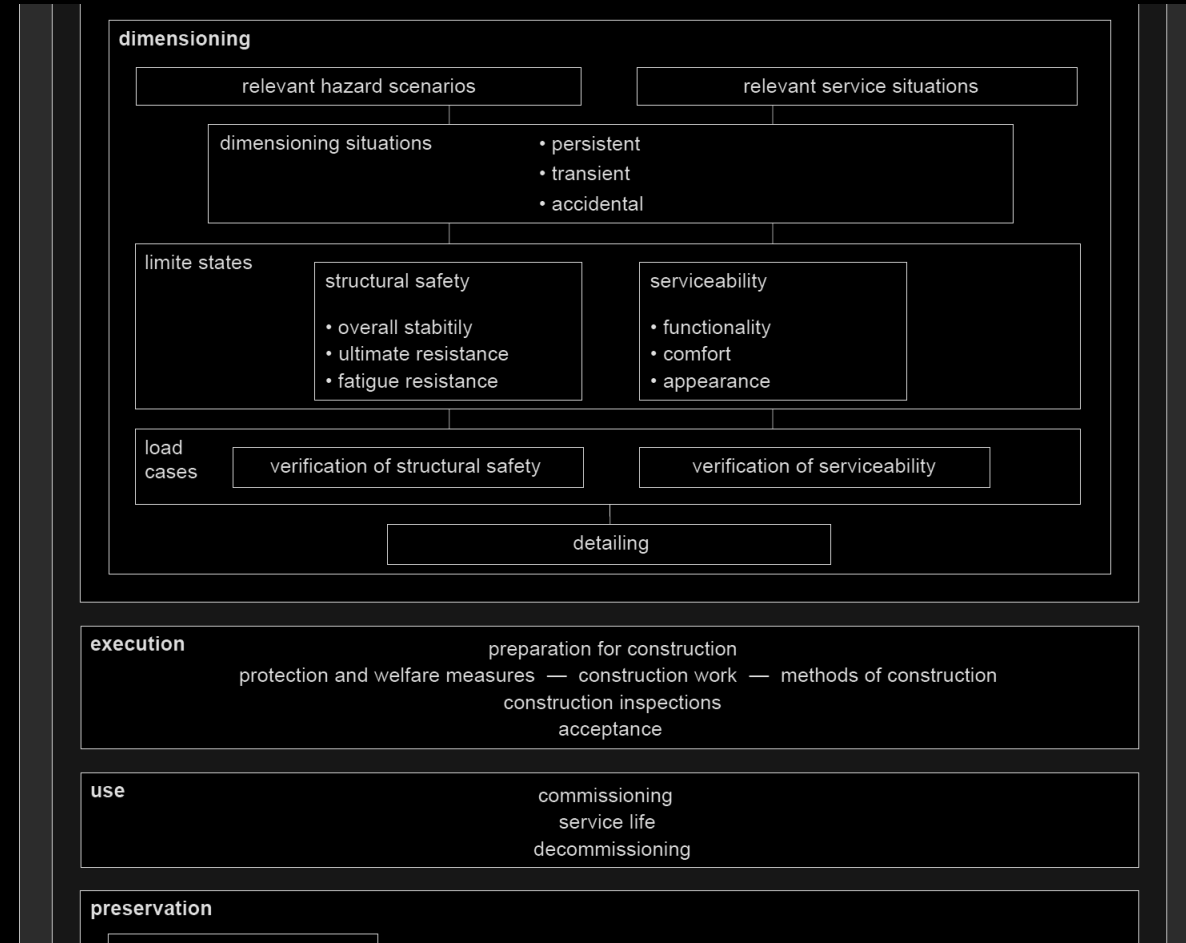 dimensioning
relevant hazard scenarios
relevant service situations
dimensioning situations
• persistent
• transient
• accidental
limite states
structural safety
• overall stabitily
• ultimate resistance
• fatigue resistance
serviceability
• functionality
• comfort
• appearance
load
cases
verification of structural safety
verification of serviceability
detailing
execution
preparation for construction
protection and welfare measures — construction work — methods of construction
construction inspections
acceptance
use
commissioning
service life
decommissioning
preservation